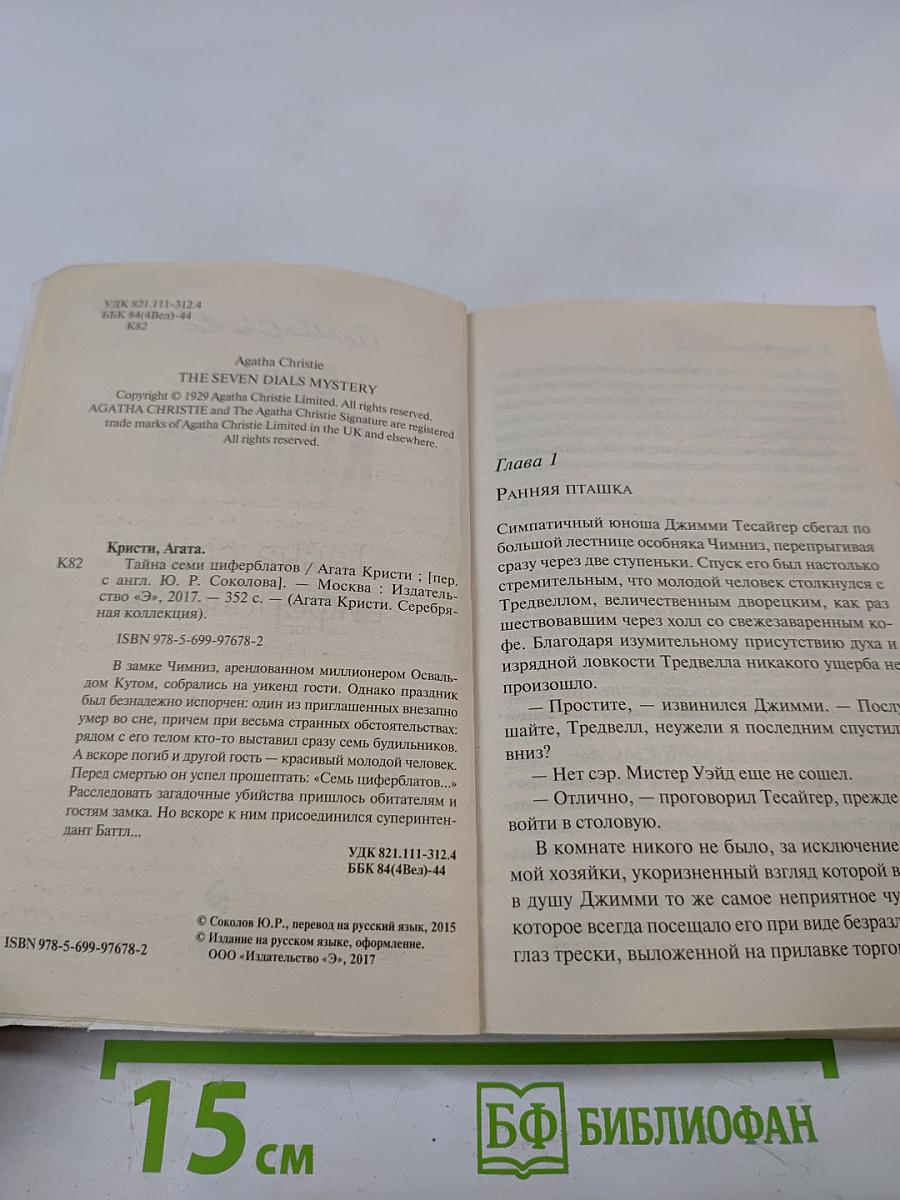 УДК 821.111-312.4
ББК 84(4Вел)-44
К82
Agatha Christie
THE SEVEN DIALS MYSTERY
Copyright © 1929 Agatha Christie Limited. All rights reserved.
AGATHA CHRISTIE and The Agatha Christie Signature are registered
trade marks of Agatha Christie Limited in the UK and elsewhere.
All rights reserved.
Кристи, Агата.
К82 Тайна семи циферблатов / Агата Кристи ; [пер.
с англ. Ю. Р. Соколова]. — Москва : Издатель-
ство «Э», 2017. — 352 с. — (Агата Кристи. Серебря-
ная коллекция).
ISBN 978-5-699-97678-2
В замке Чимниз, арендованном миллионером Осваль-
дом Кутом, собрались на уикенд гости. Однако праздник
был безнадежно испорчен: один из приглашенных внезапно
умер во сне, причем при весьма странных обстоятельствах:
рядом с его телом кто-то выставил сразу семь будильников.
А вскоре погиб и другой гость — красивый молодой человек.
Перед смертью он успел прошептать: «Семь циферблатов...»
Расследовать загадочные убийства пришлось обитателям и
гостям замка. Но вскоре к ним присоединился суперинтен-
дант Баттл...
УДК 821.111-312.4
ББК 84(4Вел)-44
© Соколов Ю.Р., перевод на русский язык, 2015
© Издание на русском языке, оформление.
ООО «Издательство «Э», 2017
ISBN 978-5-699-97678-2
Глава 1
РАННЯЯ ПТАШКА
Симпатичный юноша Джимми Тесайгер сбегал по
большой лестнице особняка Чимниз, перепрыгивая
сразу через две ступеньки. Спуск его был настолько
стремительным, что молодой человек столкнулся с
Тредвеллом, величественным дворецким, как раз
шествовавшим через холл со свежезаваренным ко-
фе. Благодаря изумительному присутствию духа и
изрядной ловкости Тредвелла никакого ущерба не
произошло.
— Простите, — извинился Джимми. — Послу
шайте, Тредвелл, неужели я последним спустил
вниз?
— Нет сэр. Мистер Уэйд еще не сошел.
— Отлично, — проговорил Тесайгер, прежде
войти в столовую.
В комнате никого не было, за исключение
мой хозяйки, укоризненный взгляд которой в
в душу Джимми то же самое неприятное чу
которое всегда посещало его при виде безразл
глаз трески, выложенной на прилавке торго
15 см
БФ БИБЛИОФАН